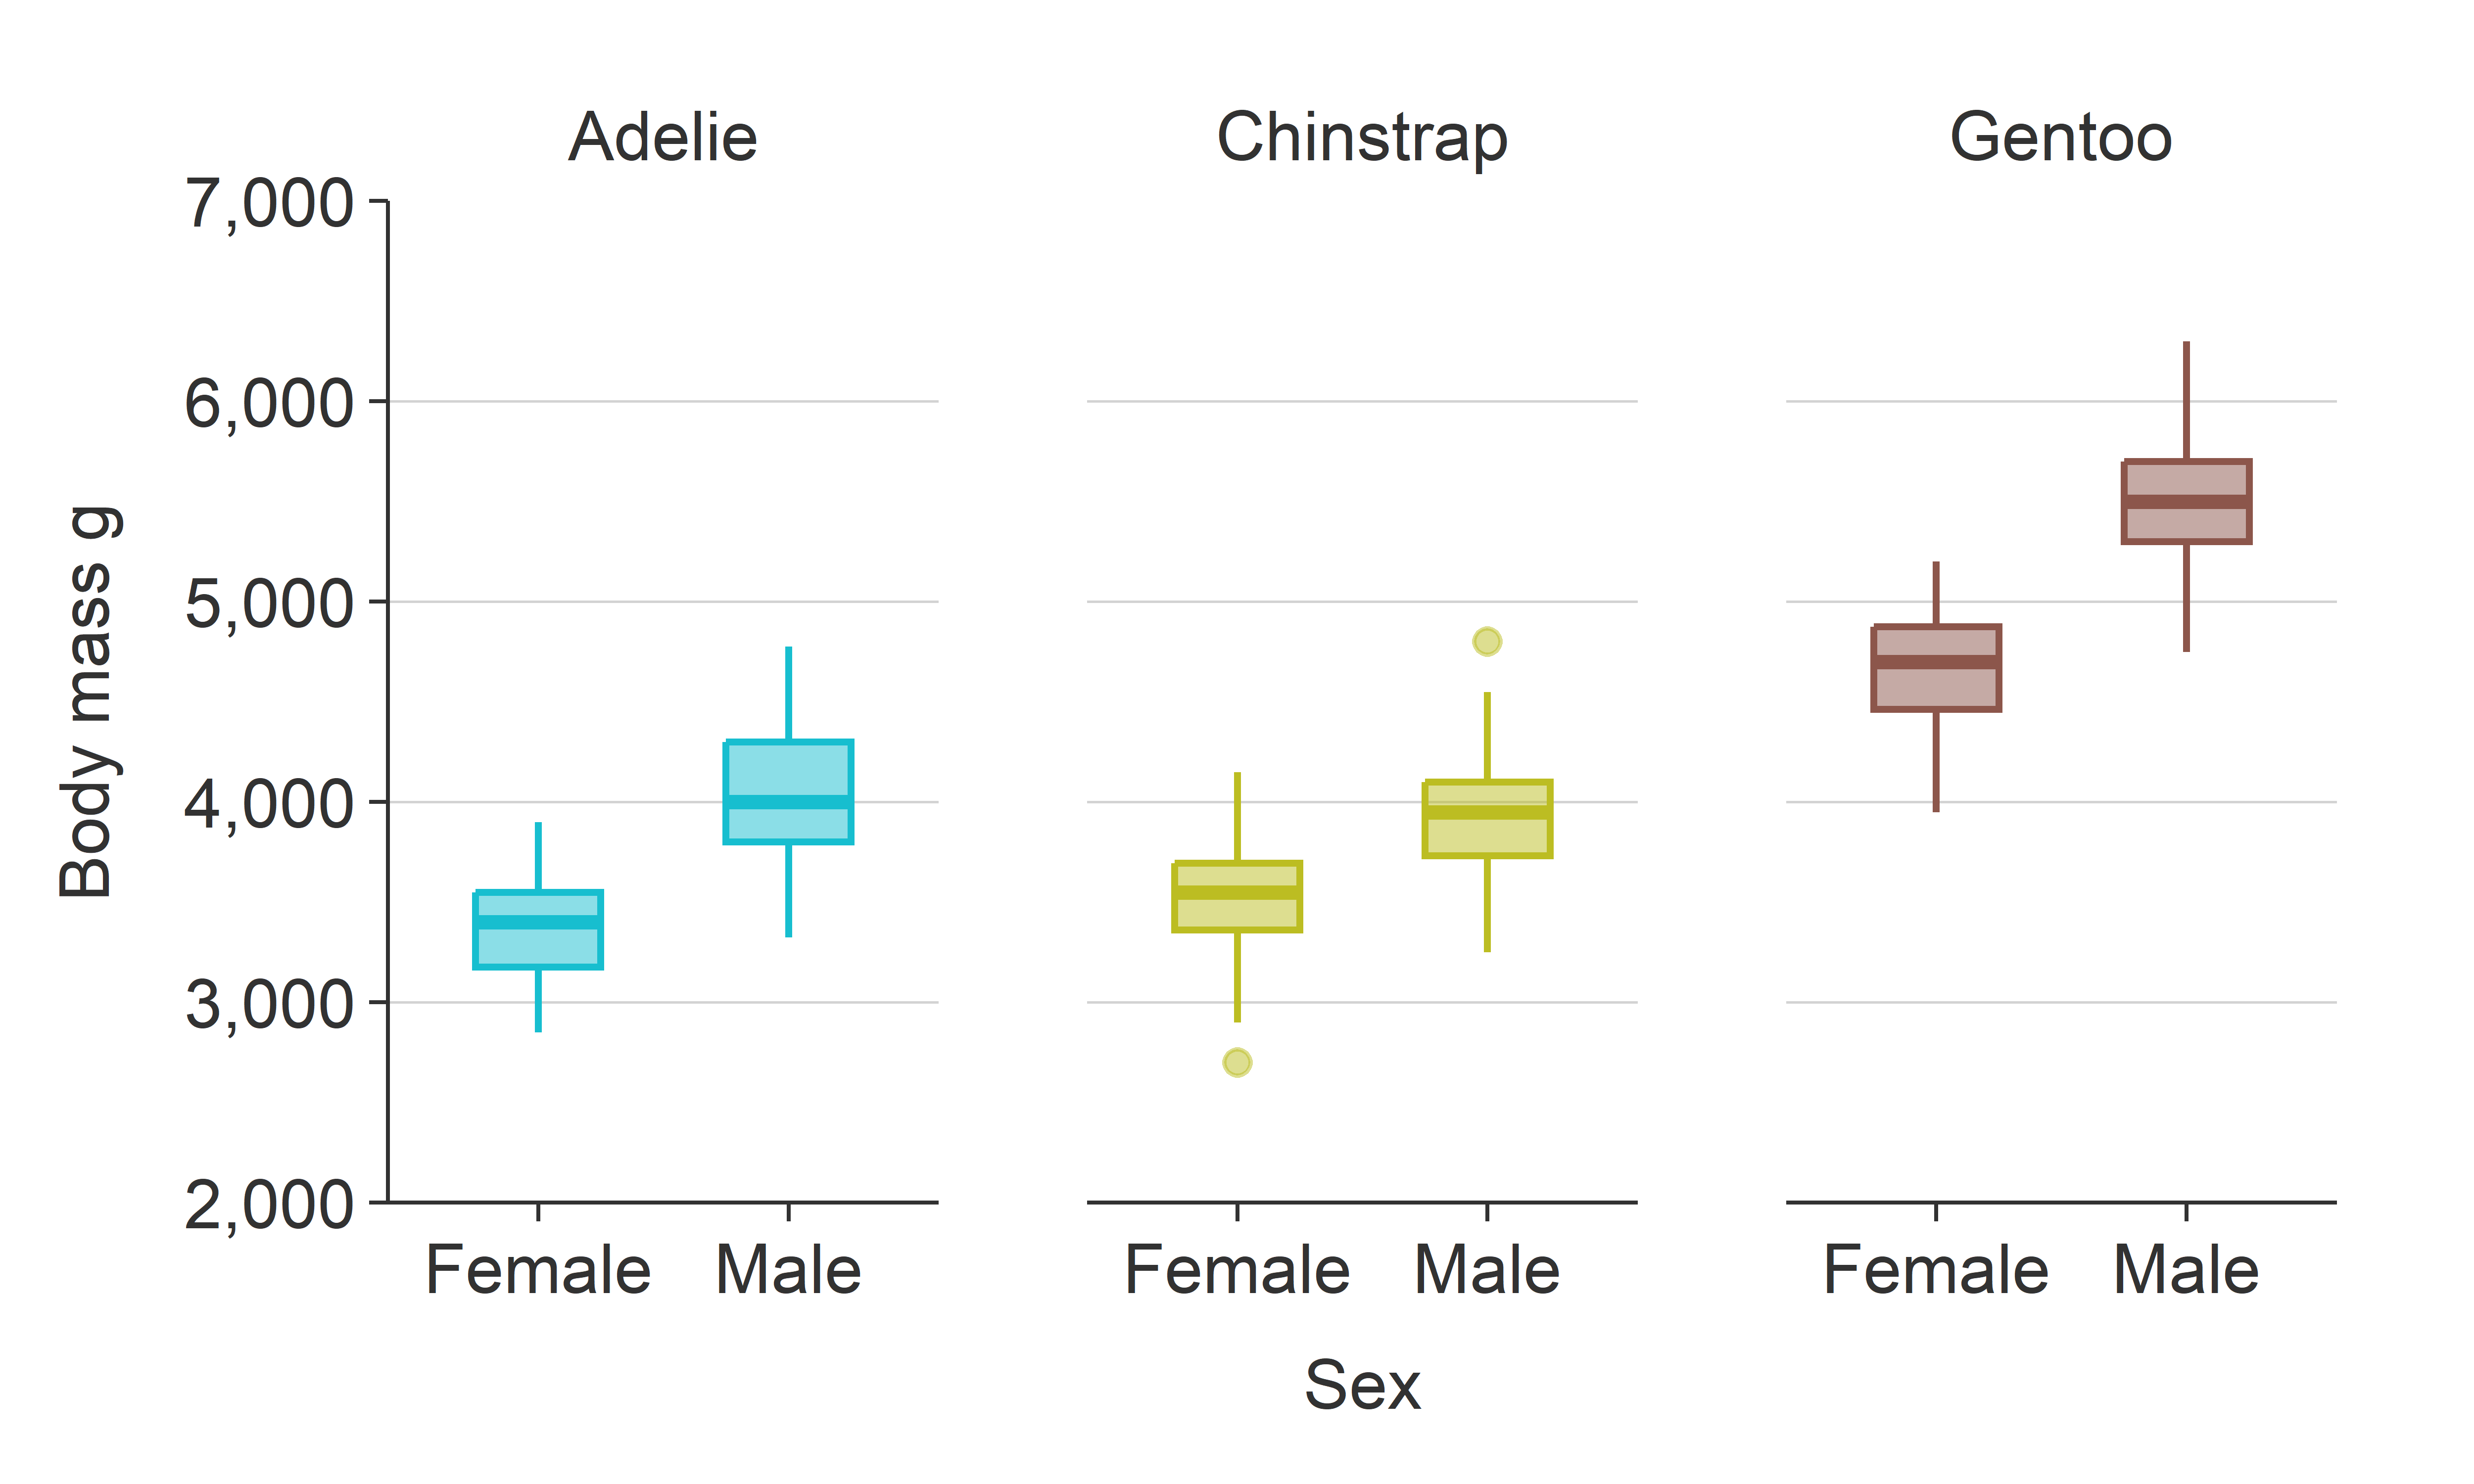 Adelie Chinstrap Gentoo
7,000
6,000
5,000
4,000
3,000
2,000
Body mass g
Female Male Female Male Female Male
Sex